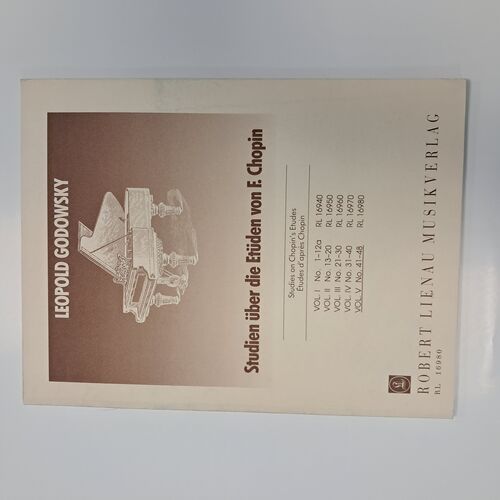 LEOPOLD GODOWSKY
Studien über die Etüden von F. Chopin
Studies on Chopin's Etudes
Etudes d'après Chopin
VOL. I No. 1-12a RL 16940
VOL. II No. 13-20 RL 16950
VOL. III No. 21-30 RL 16960
VOL. IV No. 31-40 RL 16970
VOL. V No. 41-48 RL 16980
ROBERT LIENAU MUSIKVERLAG
RL 16980